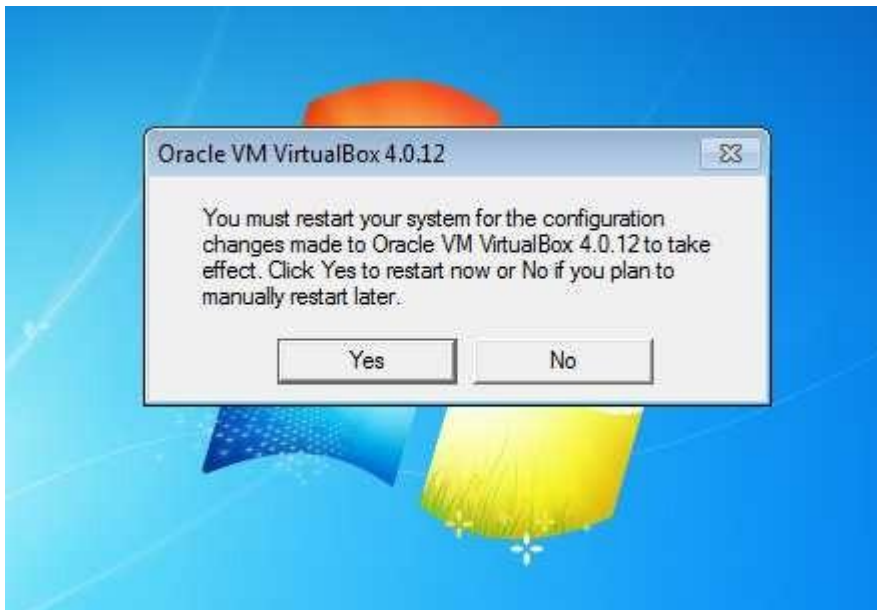 Oracle VM VirtualBox 4.0.12
You must restart your system for the configuration
changes made to Oracle VM VirtualBox 4.0.12 to take
effect. Click Yes to restart now or No if you plan to
manually restart later.
Yes
No